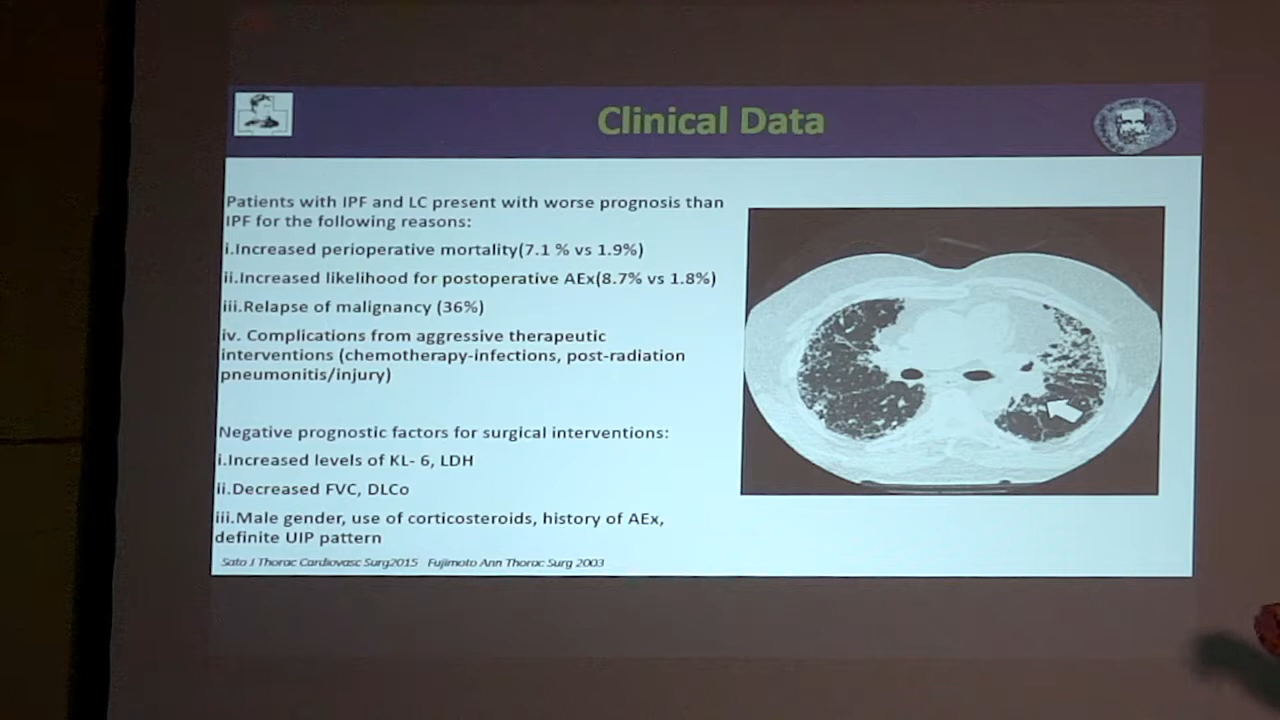 Clinical Data
Patients with IPF and LC present with worse prognosis than
IPF for the following reasons:
i.Increased perioperative mortality(7.1 % vs 1.9%)
ii.Increased likelihood for postoperative AEx(8.7% vs 1.8%)
iii.Relapse of malignancy (36%)
iv. Complications from aggressive therapeutic
interventions (chemotherapy-infections, post-radiation
pneumonitis/injury)
Negative prognostic factors for surgical interventions:
i.Increased levels of KL- 6, LDH
ii.Decreased FVC, DLCo
iii.Male gender, use of corticosteroids, history of AEx,
definite UIP pattern
Sato J Thorac Cardiovasc Surg2015 Fujimoto Ann Thorac Surg 2003